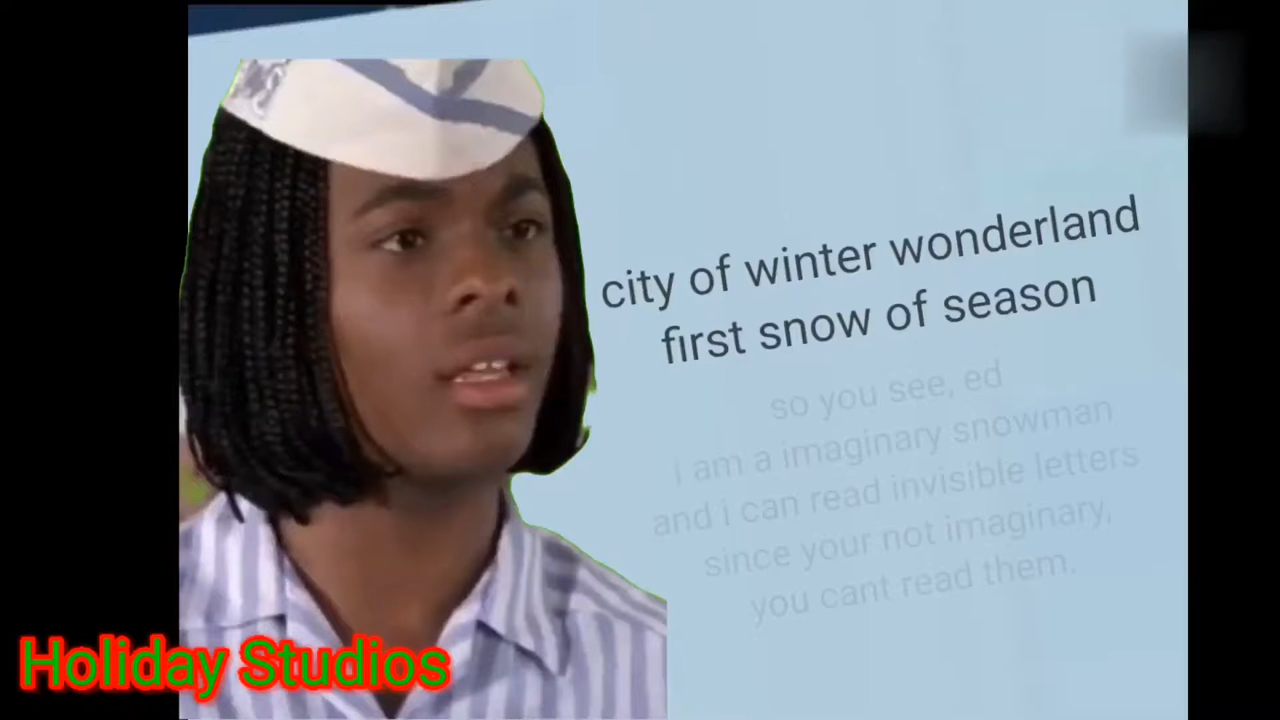 city of winter wonderland
first snow of season
so you see, ed
i am a imaginary snowman
and i can read invisible letters
since your not imaginary,
you cant read them.
Holiday Studios